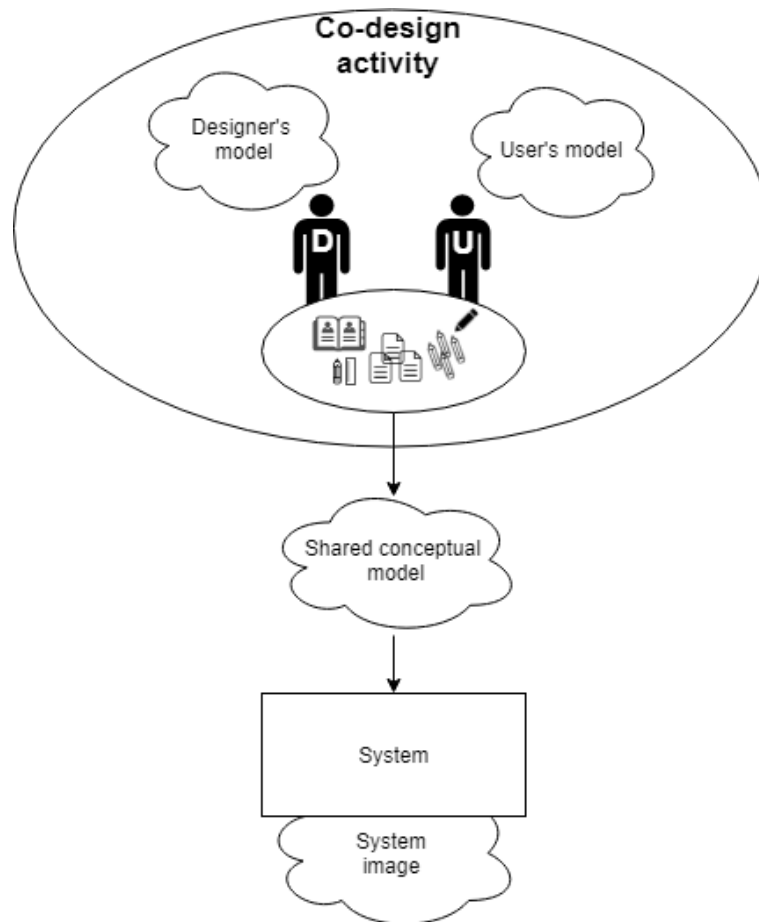 Co-design
activity
Designer's
model
User's model
D
U
Shared conceptual
model
System
System
image